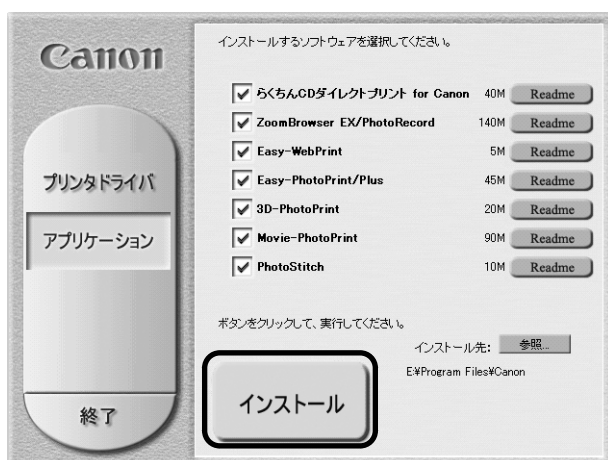 Canon
プリンタドライバ
アプリケーション
終了
インストールするソフトウェアを選択してください。
らくちんCDダイレクトプリント for Canon 40M Readme
ZoomBrowser EX/PhotoRecord 140M Readme
Easy-WebPrint 5M Readme
Easy-PhotoPrint/Plus 45M Readme
3D-PhotoPrint 20M Readme
Movie-PhotoPrint 90M Readme
PhotoStitch 10M Readme
ボタンをクリックして、実行してください。
インストール先: 参照...
E:¥Program Files¥Canon
インストール